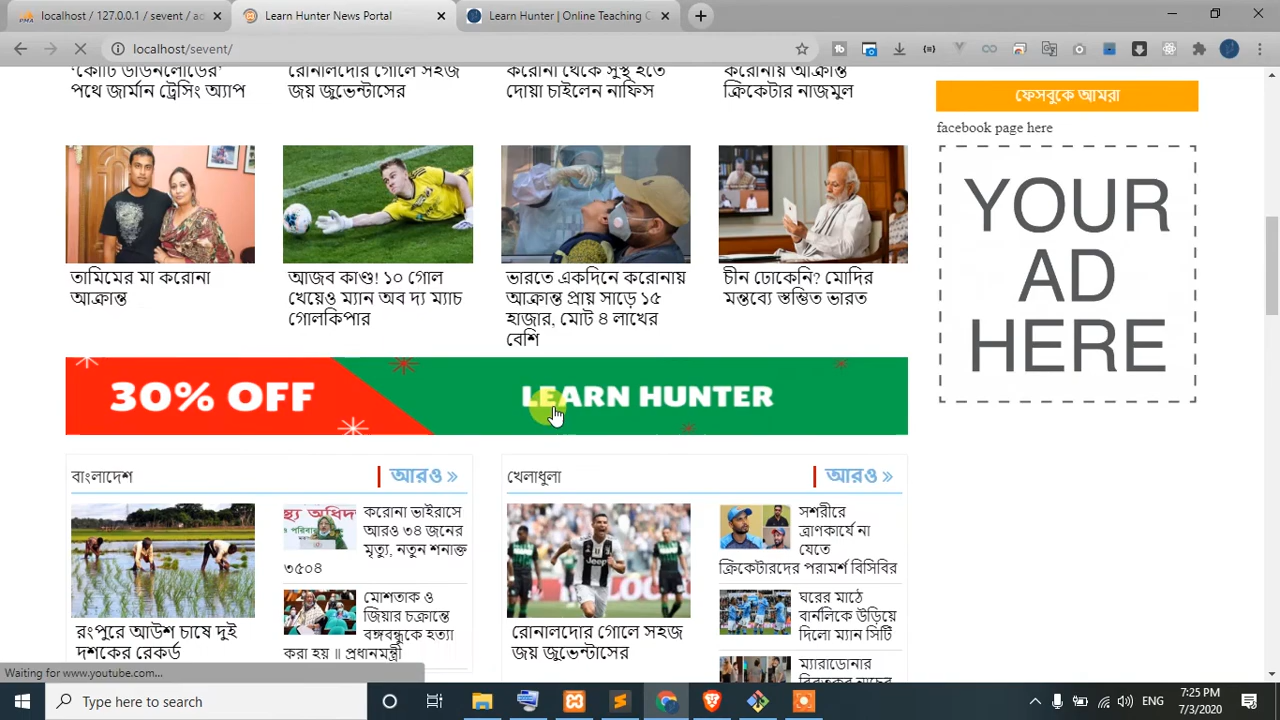 localhost / 127.0.0.1 / sevent / ad
Learn Hunter News Portal
Learn Hunter | Online Teaching C
localhost/sevent/
'কোটি ডাউনলোডের'
পথে জার্মান ট্রেসিং অ্যাপ
রোনালদোর গোলে সহজ
জয় জুভেন্টাসের
করোনা থেকে সুস্থ হতে
দোয়া চাইলেন নাফিস
করোনায় আক্রান্ত
ক্রিকেটার নাজমুল
ফেসবুকে আমরা
facebook page here
YOUR
AD
HERE
তামিমের মা করোনা
আক্রান্ত
আজব কাণ্ড! ১০ গোল
খেয়েও ম্যান অব দ্য ম্যাচ
গোলকিপার
ভারতে একদিনে করোনায়
আক্রান্ত প্রায় সাড়ে ১৫
হাজার, মোট ৪ লাখের
বেশি
চীন ঢোকেনি? মোদির
মন্তব্যে স্তম্ভিত ভারত
30% OFF
LEARN HUNTER
বাংলাদেশ
আরও »
খেলাধুলা
আরও »
রংপুরে আউশ চাষে দুই
দশকের রেকর্ড
করোনা ভাইরাসে
আরও ৩৪ জনের
মৃত্যু, নতুন শনাক্ত
৩৫০৪
মোশতাক ও
জিয়ার চক্রান্তে
বঙ্গবন্ধুকে হত্যা
করা হয় ॥ প্রধানমন্ত্রী
রোনালদোর গোলে সহজ
জয় জুভেন্টাসের
সশরীরে
ত্রাণকার্যে না
যেতে
ক্রিকেটারদের পরামর্শ বিসিবির
ঘরের মাঠে
বার্নলিকে উড়িয়ে
দিলো ম্যান সিটি
ম্যারাডোনার
Waiting for www.youtube.com...
Type here to search
ENG
7:25 PM
7/3/2020